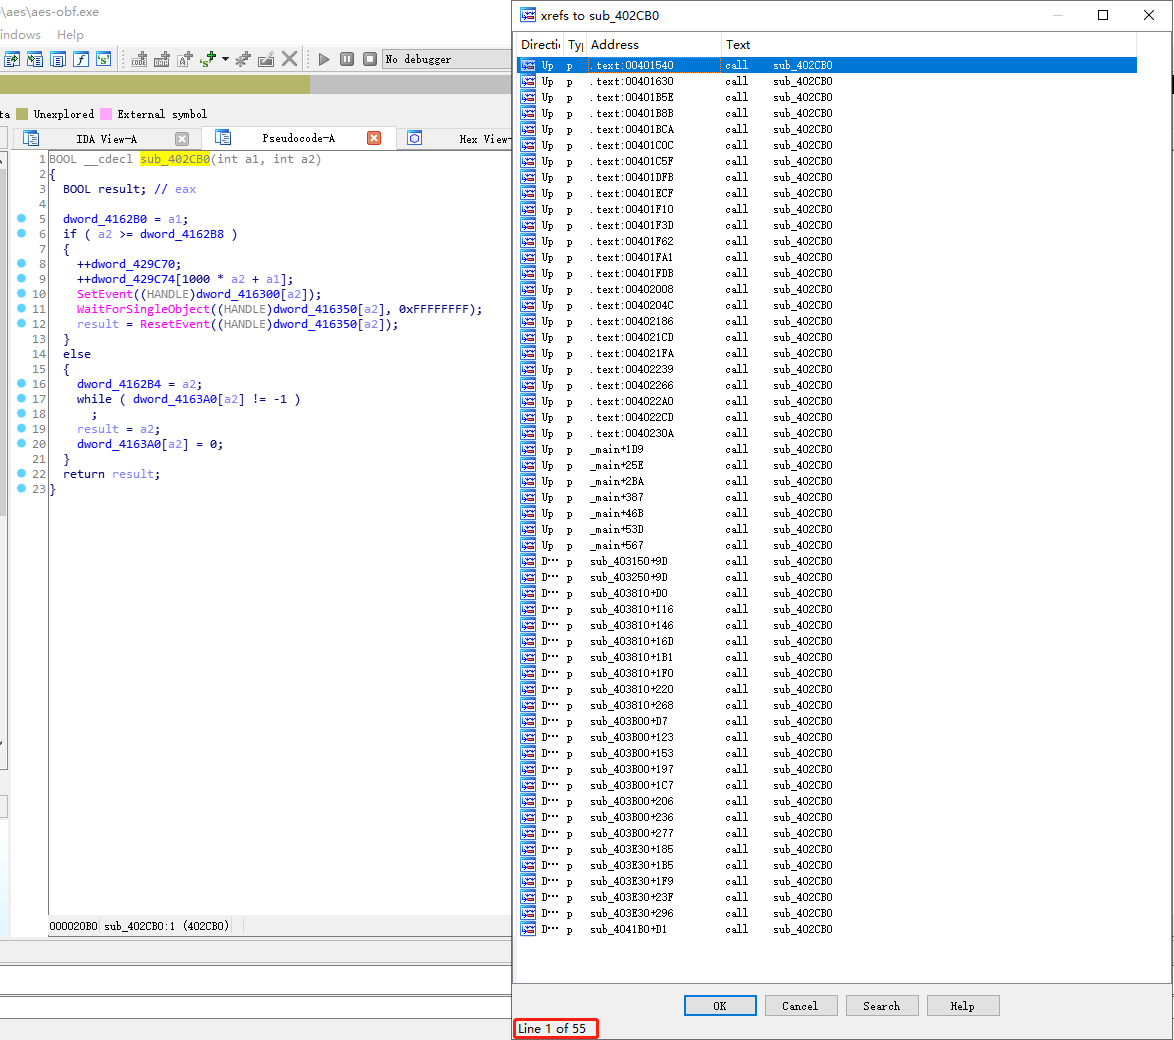 \aes\aes-obf.exe
indows Help
No debugger
ta Unexplored External symbol
IDA View-A Pseudocode-A Hex View-
1 BOOL __cdecl sub_402CB0(int a1, int a2)
2 {
3 BOOL result; // eax
4
5 dword_4162B0 = a1;
6 if ( a2 >= dword_4162B8 )
7 {
8 ++dword_429C70;
9 ++dword_429C74[1000 * a2 + a1];
10 SetEvent((HANDLE)dword_416300[a2]);
11 WaitForSingleObject((HANDLE)dword_416350[a2], 0xFFFFFFFF);
12 result = ResetEvent((HANDLE)dword_416350[a2]);
13 }
14 else
15 {
16 dword_4162B4 = a2;
17 while ( dword_4163A0[a2] != -1 )
18 ;
19 result = a2;
20 dword_4163A0[a2] = 0;
21 }
22 return result;
23 }
000020B0 sub_402CB0:1 (402CB0)
xrefs to sub_402CB0
Directi Ty Address Text
Up p .text:00401540 call sub_402CB0
Up p .text:00401630 call sub_402CB0
Up p .text:00401B5E call sub_402CB0
Up p .text:00401B8B call sub_402CB0
Up p .text:00401BCA call sub_402CB0
Up p .text:00401C0C call sub_402CB0
Up p .text:00401C5F call sub_402CB0
Up p .text:00401DFB call sub_402CB0
Up p .text:00401ECF call sub_402CB0
Up p .text:00401F10 call sub_402CB0
Up p .text:00401F3D call sub_402CB0
Up p .text:00401F62 call sub_402CB0
Up p .text:00401FA1 call sub_402CB0
Up p .text:00401FDB call sub_402CB0
Up p .text:00402008 call sub_402CB0
Up p .text:0040204C call sub_402CB0
Up p .text:00402186 call sub_402CB0
Up p .text:004021CD call sub_402CB0
Up p .text:004021FA call sub_402CB0
Up p .text:00402239 call sub_402CB0
Up p .text:00402266 call sub_402CB0
Up p .text:004022A0 call sub_402CB0
Up p .text:004022CD call sub_402CB0
Up p .text:0040230A call sub_402CB0
Up p _main+1D9 call sub_402CB0
Up p _main+25E call sub_402CB0
Up p _main+2BA call sub_402CB0
Up p _main+387 call sub_402CB0
Up p _main+46B call sub_402CB0
Up p _main+53D call sub_402CB0
Up p _main+567 call sub_402CB0
D… p sub_403150+9D call sub_402CB0
D… p sub_403250+9D call sub_402CB0
D… p sub_403810+D0 call sub_402CB0
D… p sub_403810+116 call sub_402CB0
D… p sub_403810+146 call sub_402CB0
D… p sub_403810+16D call sub_402CB0
D… p sub_403810+1B1 call sub_402CB0
D… p sub_403810+1F0 call sub_402CB0
D… p sub_403810+220 call sub_402CB0
D… p sub_403810+268 call sub_402CB0
D… p sub_403B00+D7 call sub_402CB0
D… p sub_403B00+123 call sub_402CB0
D… p sub_403B00+153 call sub_402CB0
D… p sub_403B00+197 call sub_402CB0
D… p sub_403B00+1C7 call sub_402CB0
D… p sub_403B00+206 call sub_402CB0
D… p sub_403B00+236 call sub_402CB0
D… p sub_403B00+277 call sub_402CB0
D… p sub_403E30+185 call sub_402CB0
D… p sub_403E30+1B5 call sub_402CB0
D… p sub_403E30+1F9 call sub_402CB0
D… p sub_403E30+23F call sub_402CB0
D… p sub_403E30+296 call sub_402CB0
D… p sub_4041B0+D1 call sub_402CB0
OK Cancel Search Help
Line 1 of 55